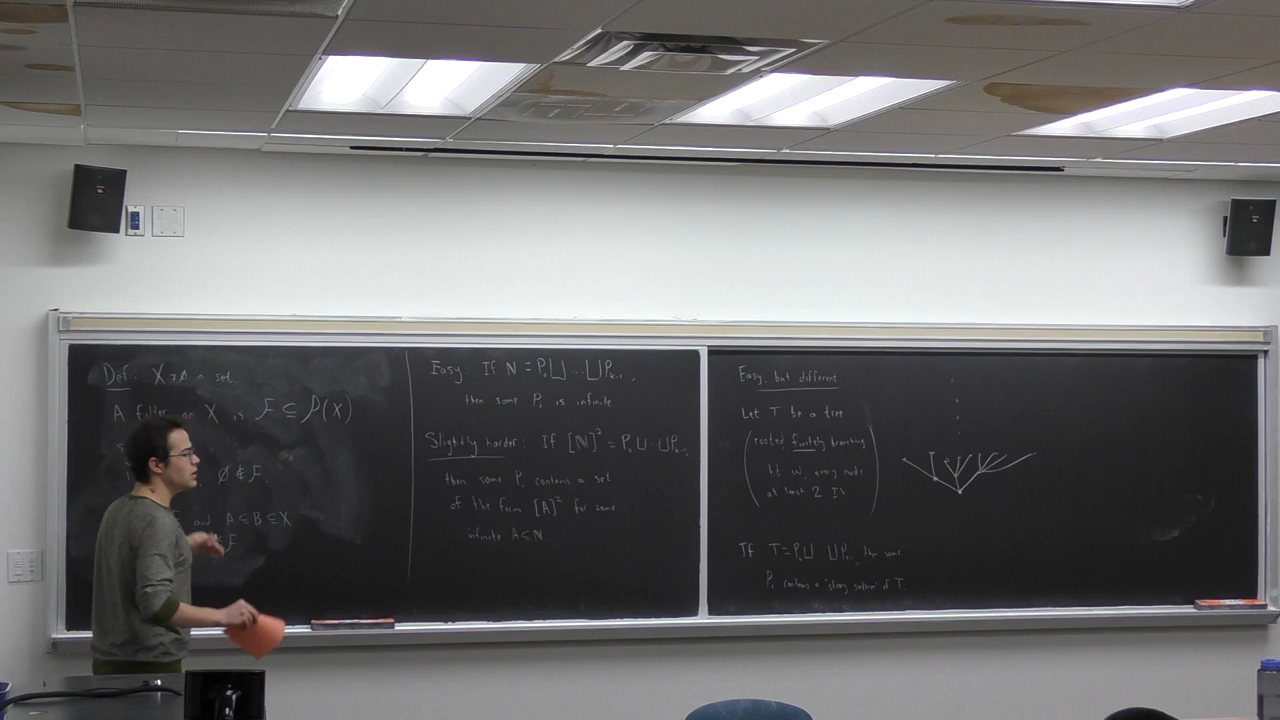 Def: X ≠ ∅ a set.
A filter on X is F ⊆ P(X)
∅ ∉ F.
and A ⊆ B ⊆ X
F
Easy If ℕ = P₀ ⊔ ... ⊔ Pₖ₋₁,
then some Pᵢ is infinite
Slightly harder: If [ℕ]² = P₀ ⊔ ... ⊔ Pₖ₋₁,
then some Pᵢ contains a set
of the form [A]² for some
infinite A ⊆ ℕ.
Easy, but different
Let T be a tree
(rooted finitely branching
ht ω, every node
at least 2 IS)
If T = P₀ ⊔ ... ⊔ Pₖ₋₁, then some
Pᵢ contains a "strong subtree" of T.